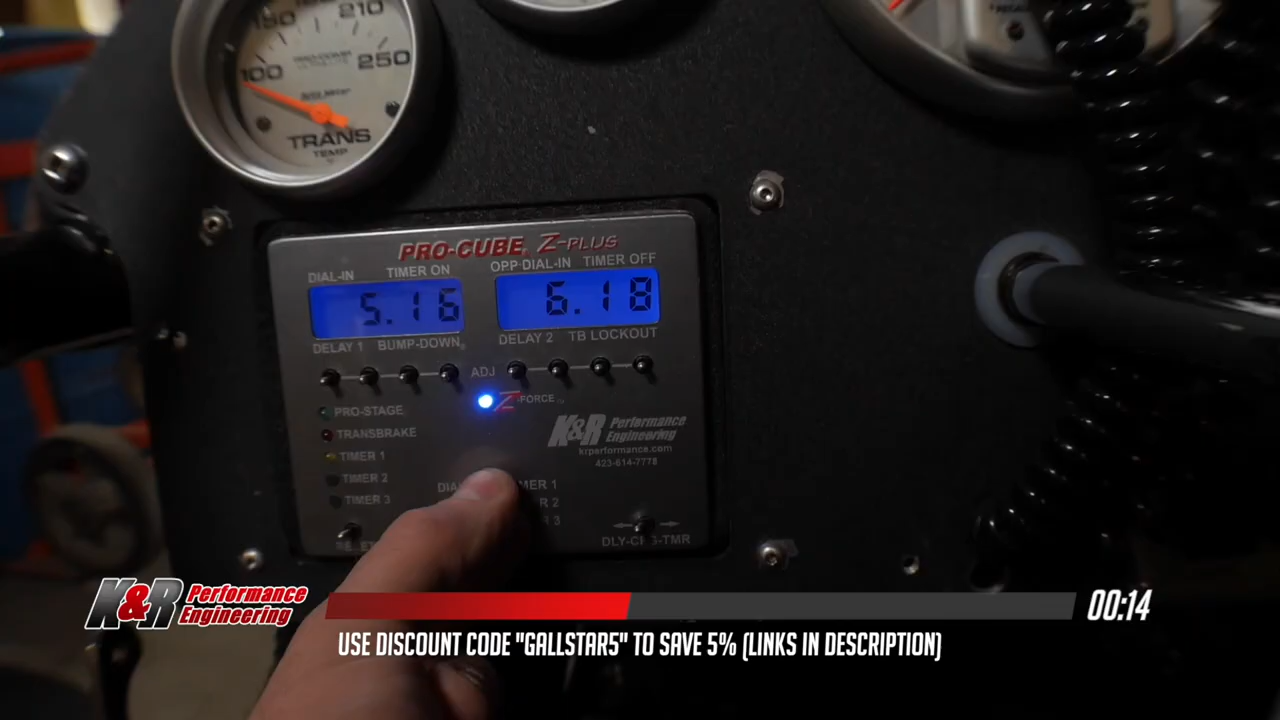 210
100
250
TRANS
TEMP
PRO-CUBE Z-PLUS
DIAL-IN TIMER ON OPP DIAL-IN TIMER OFF
5.16 6.18
DELAY 1 BUMP-DOWN DELAY 2 TB LOCKOUT
ADJ
Z-FORCE
PRO-STAGE
TRANSBRAKE
TIMER 1
TIMER 2
TIMER 3
K&R Performance Engineering
krperformance.com
423-614-7778
DLY-CFG-TMR
K&R Performance Engineering
00:14
USE DISCOUNT CODE "GALLSTAR5" TO SAVE 5% (LINKS IN DESCRIPTION)